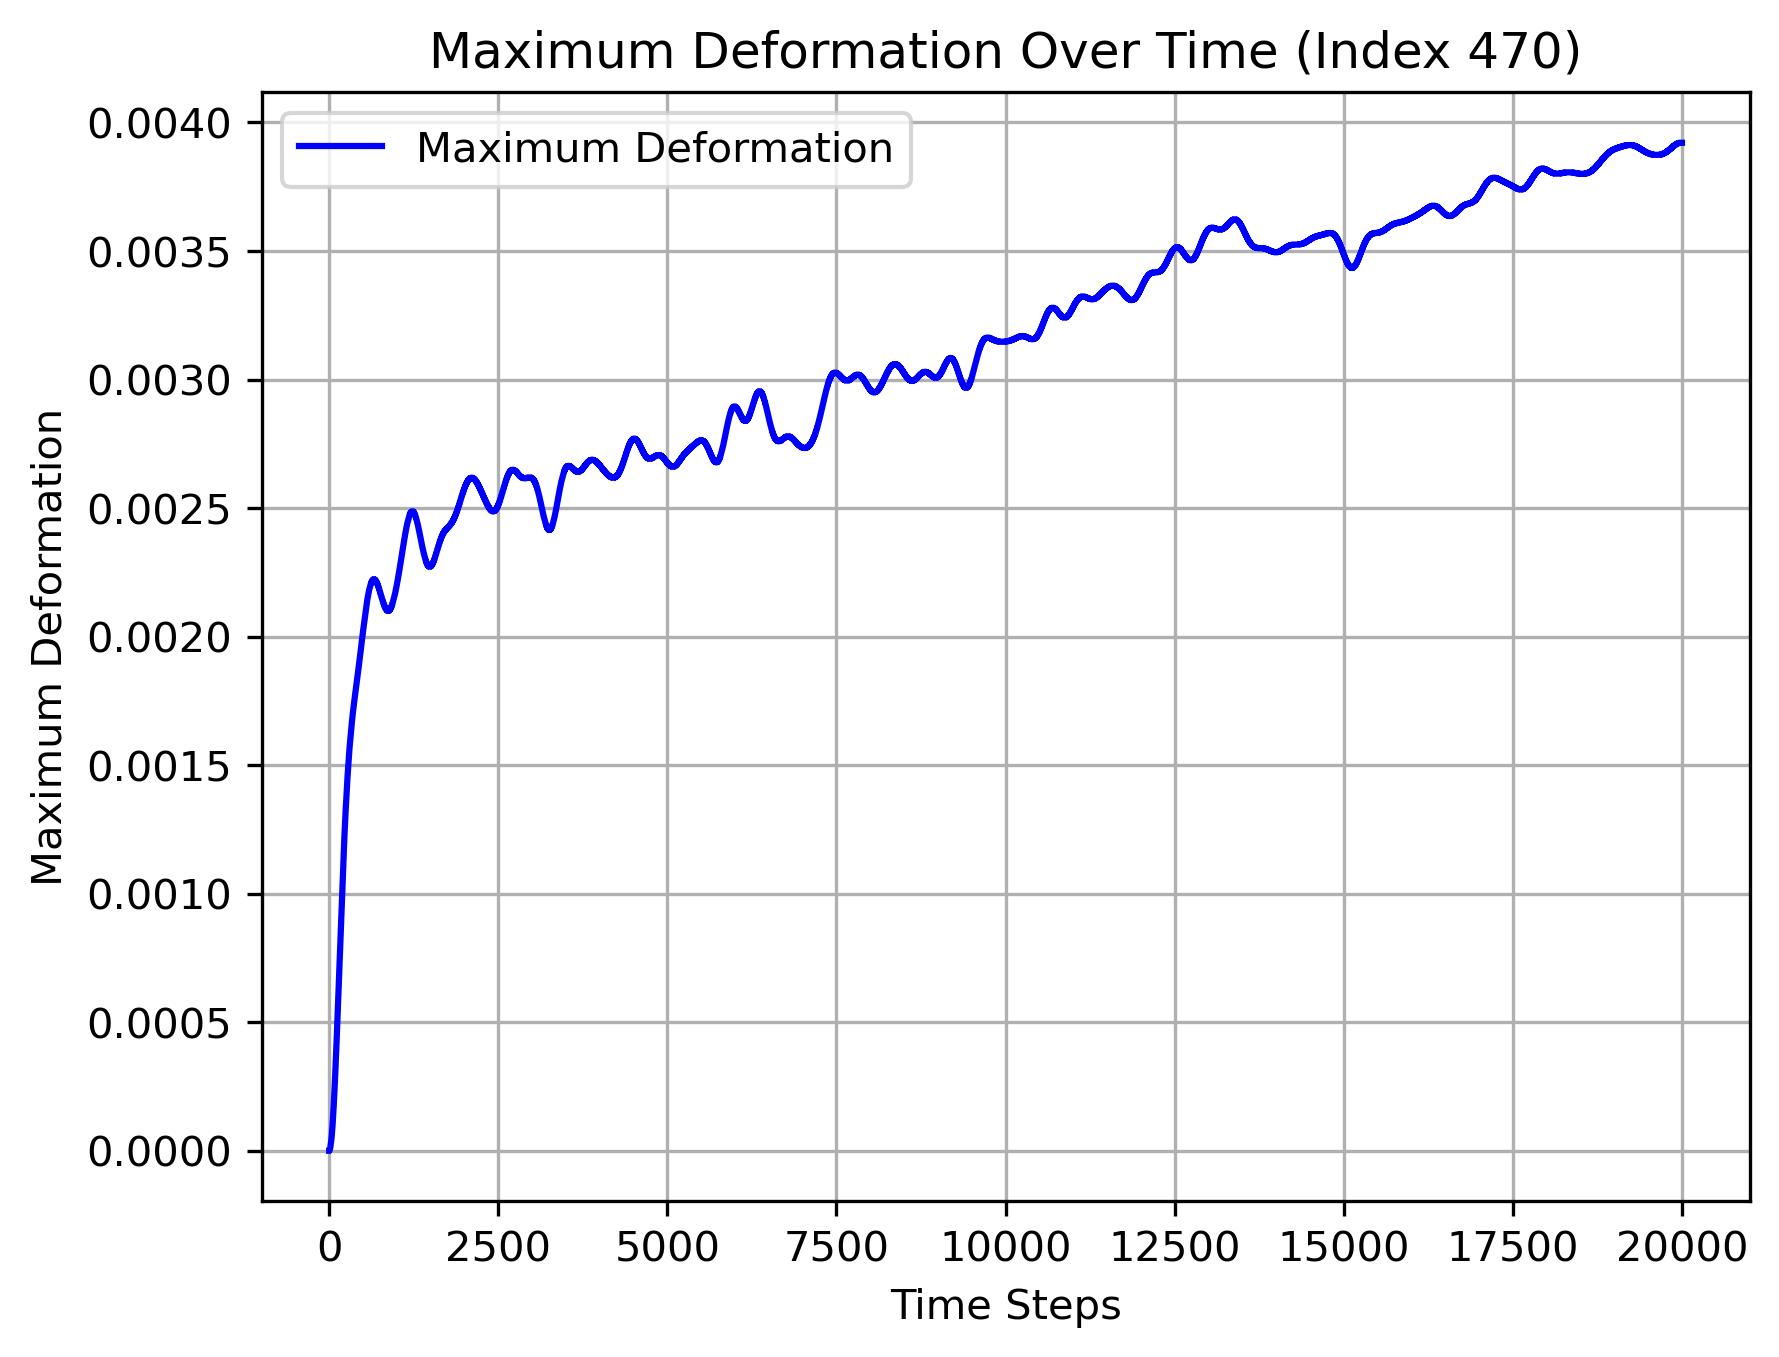 Maximum Deformation Over Time (Index 470)
Maximum Deformation
Maximum Deformation
0.0040
0.0035
0.0030
0.0025
0.0020
0.0015
0.0010
0.0005
0.0000
0 2500 5000 7500 10000 12500 15000 17500 20000
Time Steps